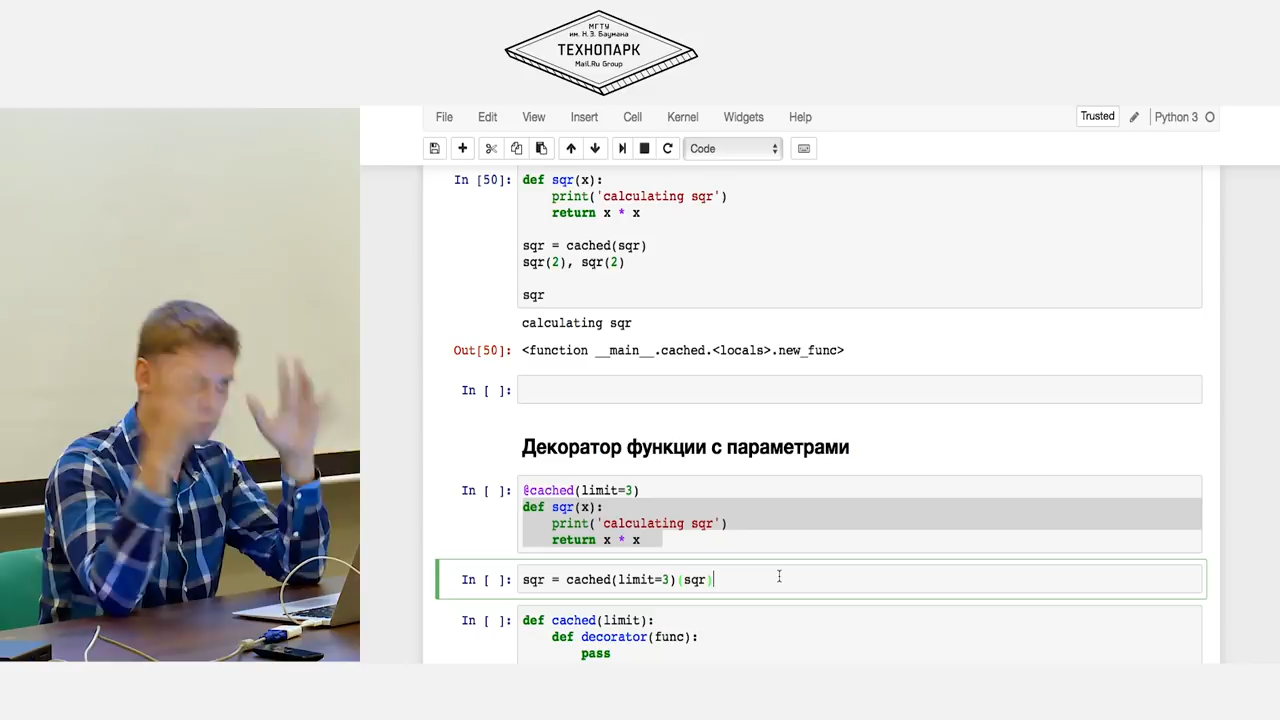 МГТУ
им. Н.Э. Баумана
ТЕХНОПАРК
Mail.Ru Group
File Edit View Insert Cell Kernel Widgets Help
Trusted Python 3
Code
In [50]: def sqr(x):
    print('calculating sqr')
    return x * x
sqr = cached(sqr)
sqr(2), sqr(2)
sqr
calculating sqr
Out[50]: <function __main__.cached.<locals>.new_func>
In [ ]:
Декоратор функции с параметрами
In [ ]: @cached(limit=3)
def sqr(x):
    print('calculating sqr')
    return x * x
In [ ]: sqr = cached(limit=3)(sqr)
In [ ]: def cached(limit):
    def decorator(func):
        pass